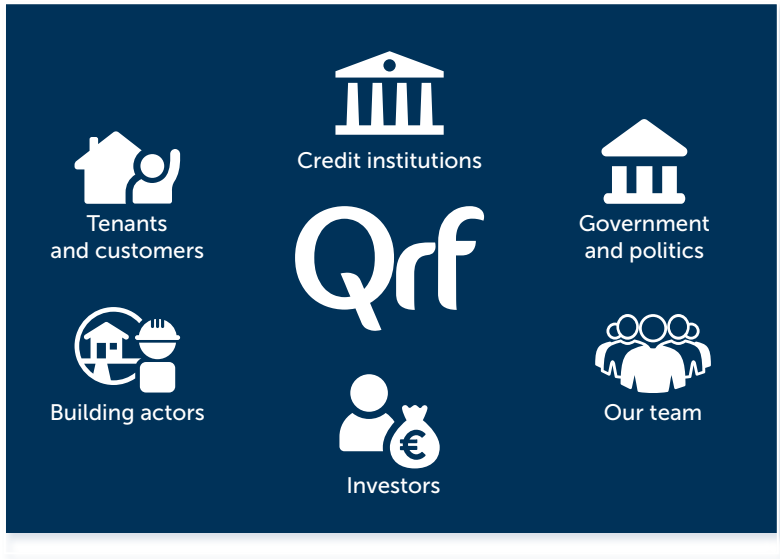 Credit institutions
Tenants
and customers
Government
and politics
Qrf
Building actors
Our team
€
Investors